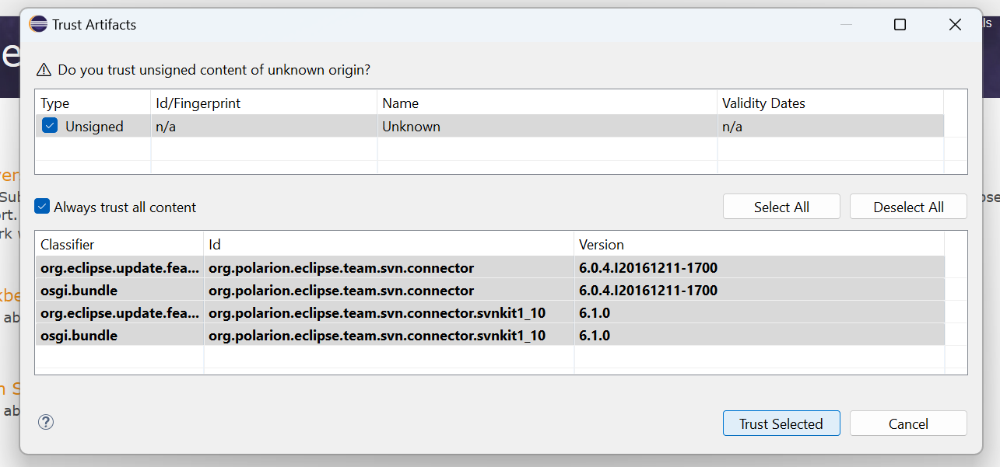 Trust Artifacts
ls
e
Do you trust unsigned content of unknown origin?
Type Id/Fingerprint Name Validity Dates
Unsigned n/a Unknown n/a
Always trust all content Select All Deselect All
Classifier Id Version
org.eclipse.update.fea... org.polarion.eclipse.team.svn.connector 6.0.4.I20161211-1700
osgi.bundle org.polarion.eclipse.team.svn.connector 6.0.4.I20161211-1700
org.eclipse.update.fea... org.polarion.eclipse.team.svn.connector.svnkit1_10 6.1.0
osgi.bundle org.polarion.eclipse.team.svn.connector.svnkit1_10 6.1.0
ab
Trust Selected Cancel